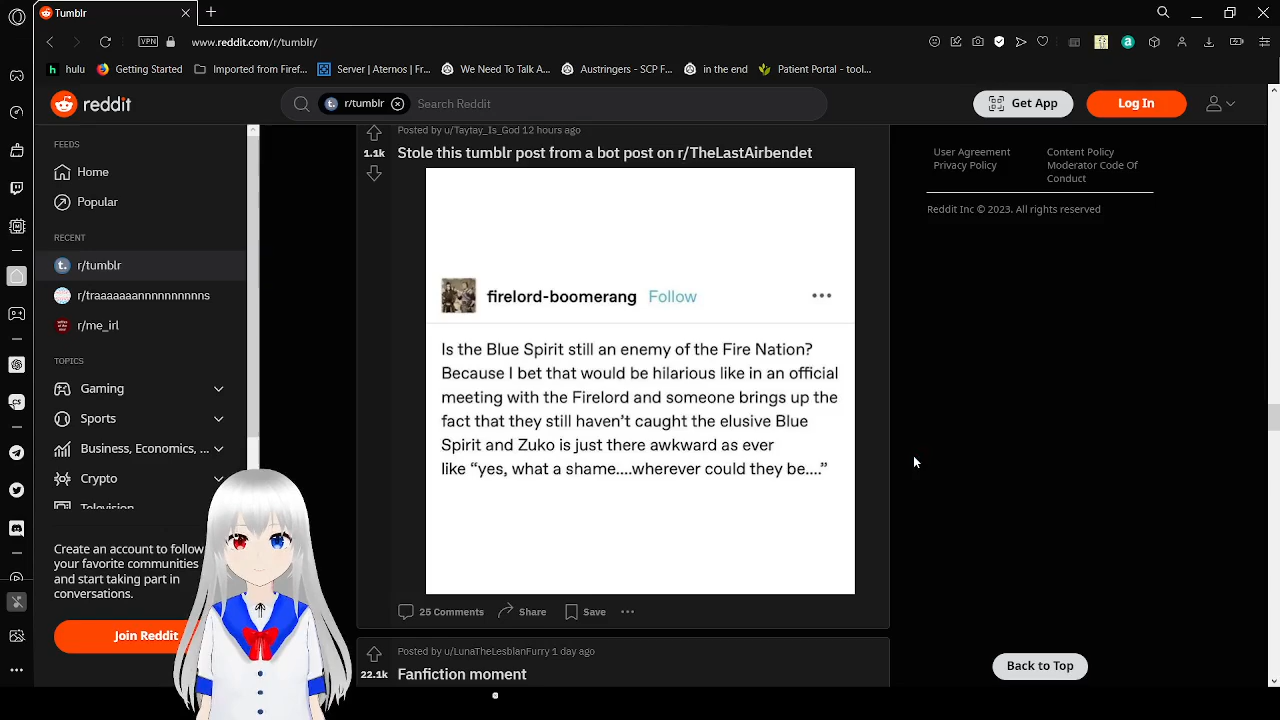 Tumblr
VPN
www.reddit.com/r/tumblr/
hulu
Getting Started
Imported from Firef...
Server | Aternos | Fr...
We Need To Talk A...
Austringers - SCP F...
in the end
Patient Portal - tool...
reddit
r/tumblr
Search Reddit
Get App
Log In
FEEDS
Home
Popular
RECENT
r/tumblr
r/traaaaaaannnnnnnnns
r/me_irl
TOPICS
Gaming
Sports
Business, Economics, ...
Crypto
Television
Create an account to follow
your favorite communities
and start taking part in
conversations.
Join Reddit
Posted by u/Taytay_Is_God 12 hours ago
1.1k
Stole this tumblr post from a bot post on r/TheLastAirbendet
firelord-boomerang Follow
Is the Blue Spirit still an enemy of the Fire Nation?
Because I bet that would be hilarious like in an official
meeting with the Firelord and someone brings up the
fact that they still haven't caught the elusive Blue
Spirit and Zuko is just there awkward as ever
like "yes, what a shame....wherever could they be...."
25 Comments
Share
Save
Posted by u/LunaTheLesbianFurry 1 day ago
22.1k
Fanfiction moment
User Agreement
Privacy Policy
Content Policy
Moderator Code Of
Conduct
Reddit Inc © 2023. All rights reserved
Back to Top